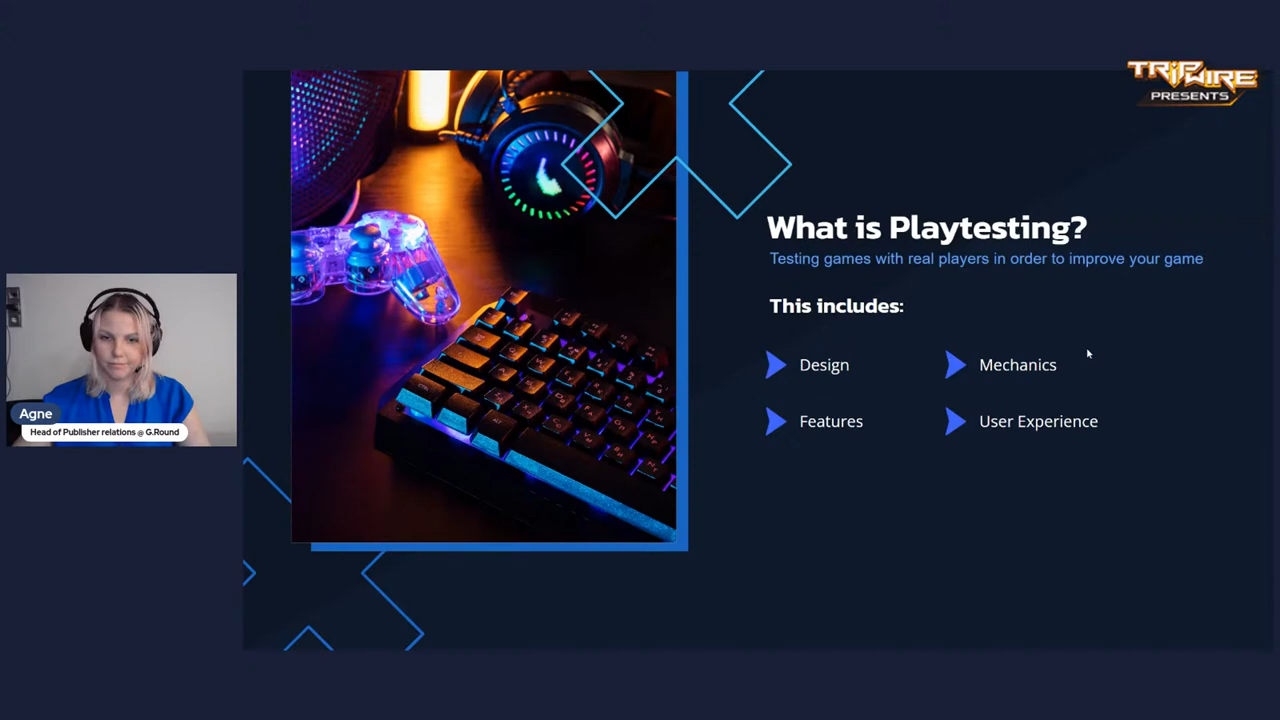 TRIPWIRE
PRESENTS
What is Playtesting?
Testing games with real players in order to improve your game
This includes:
Design
Mechanics
Features
User Experience
Agne
Head of Publisher relations @ G.Round